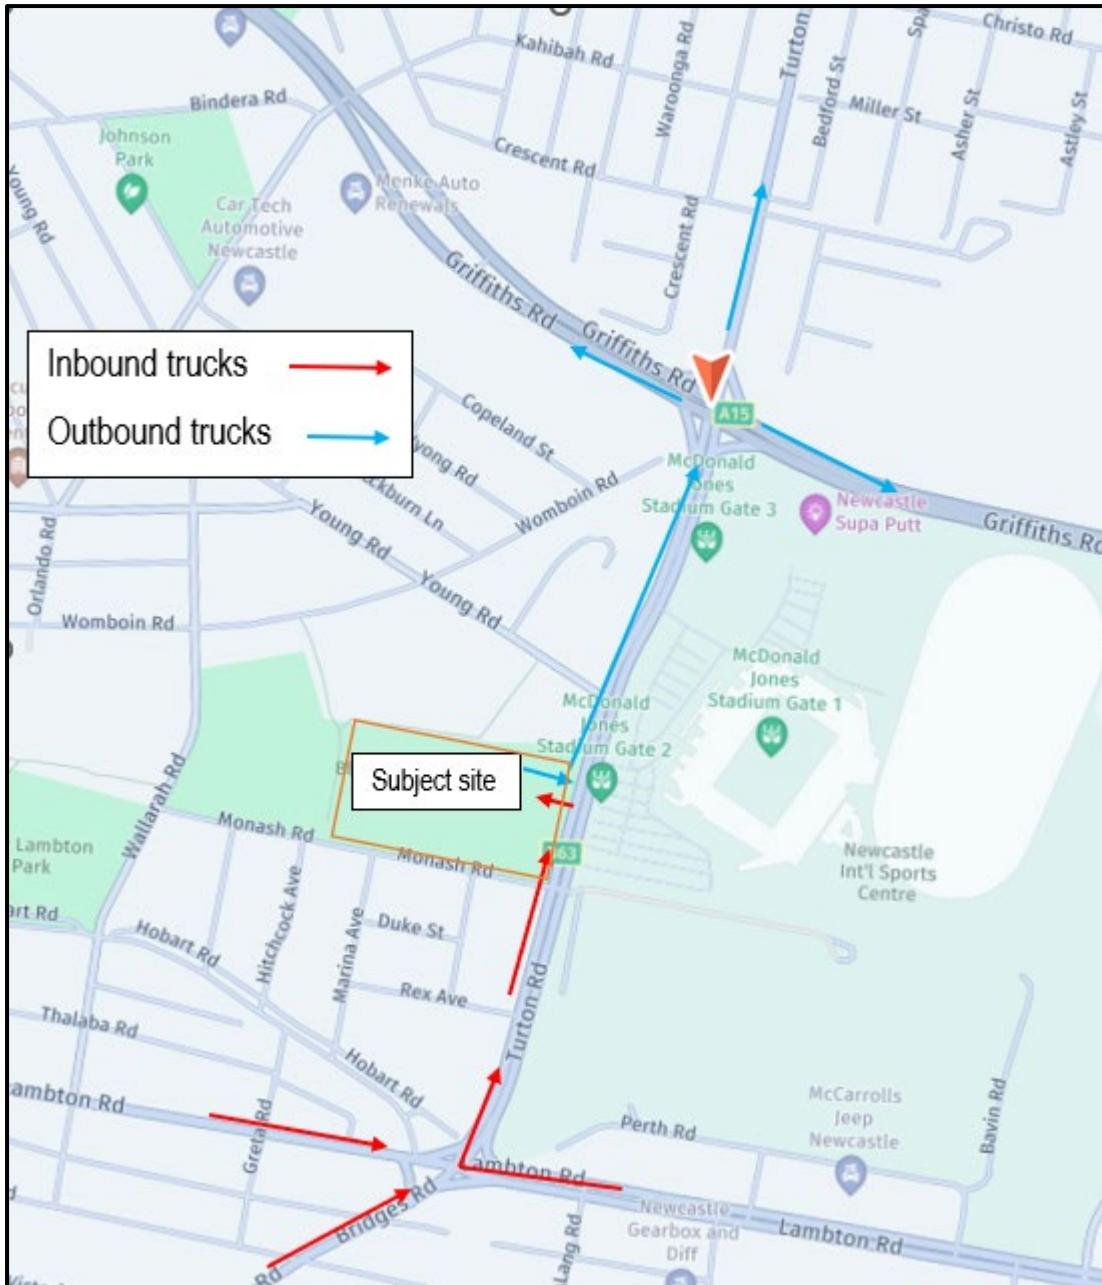 Christo Rd
Turton
Kahibah Rd
Waroonga Rd
Bedford St
Miller St
Asher St
Astley St
Bindera Rd
Johnson
Park
Crescent Rd
Menke Auto
Renewals
Young Rd
Car Tech
Automotive
Newcastle
Crescent Rd
Griffiths Rd
Griffiths Rd
Inbound trucks
Outbound trucks
A15
Copeland St
McDonald
Jones
Stadium Gate 3
Womboin Rd
Newcastle
Supa Putt
Griffiths Rd
Young Rd
Orlando Rd
Young Rd
Womboin Rd
McDonald
Jones
Stadium Gate 1
McDonald
Jones
Stadium Gate 2
Subject site
Wallarah Rd
Monash Rd
Monash Rd
Lambton
Park
Newcastle
Int'l Sports
Centre
Hitchcock Ave
Marina Ave
Duke St
Hobart Rd
Rex Ave
Turton Rd
Thalaba Rd
Hobart Rd
Greta Rd
Perth Rd
McCarrolls
Jeep
Newcastle
Bavin Rd
Lambton Rd
Bridges Rd
Newcastle
Gearbox and
Diff
Lang Rd
Lambton Rd
Rd